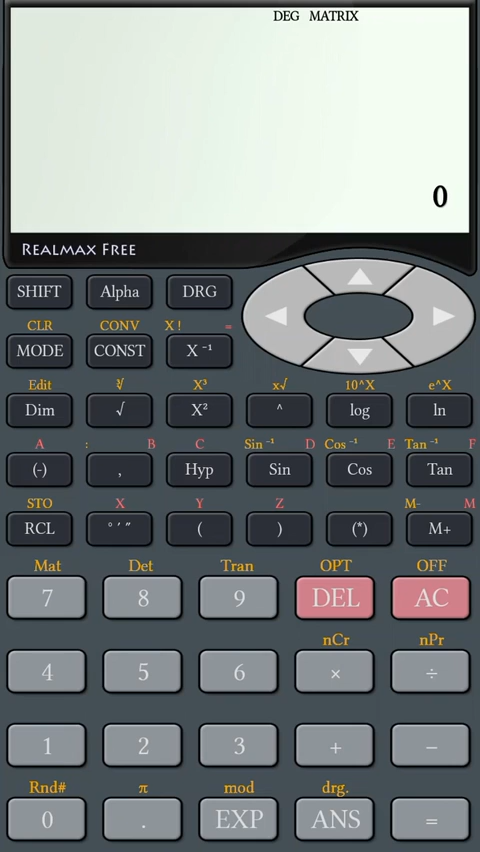 DEG MATRIX
0
REALMAX FREE
SHIFT Alpha DRG
CLR CONV X ! =
MODE CONST X ⁻¹
Edit ∛ X³ x√ 10^X e^X
Dim √ X² ^ log ln
A : B C Sin ⁻¹ D Cos ⁻¹ E Tan ⁻¹ F
(-) , Hyp Sin Cos Tan
STO X Y Z M- M
RCL ° ′ ″ ( ) (*) M+
Mat Det Tran OPT OFF
7 8 9 DEL AC
nCr nPr
4 5 6 × ÷
1 2 3 + −
Rnd# π mod drg.
0 . EXP ANS =